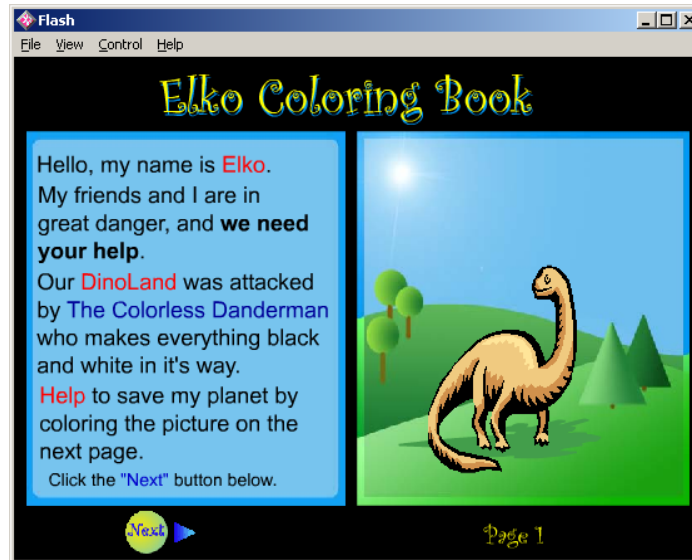 Flash
File View Control Help
Elko Coloring Book
Hello, my name is Elko.
My friends and I are in
great danger, and we need
your help.
Our DinoLand was attacked
by The Colorless Danderman
who makes everything black
and white in it's way.
Help to save my planet by
coloring the picture on the
next page.
Click the "Next" button below.
Next
Page 1